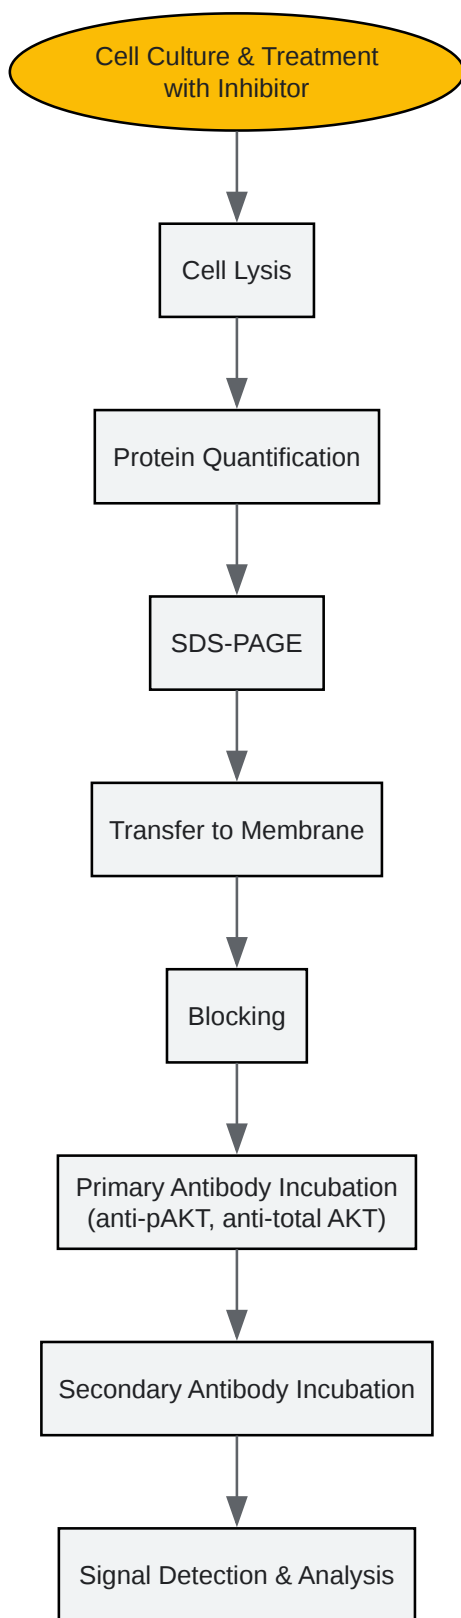 Cell Culture & Treatment
with Inhibitor
Cell Lysis
Protein Quantification
SDS-PAGE
Transfer to Membrane
Blocking
Primary Antibody Incubation
(anti-pAKT, anti-total AKT)
Secondary Antibody Incubation
Signal Detection & Analysis